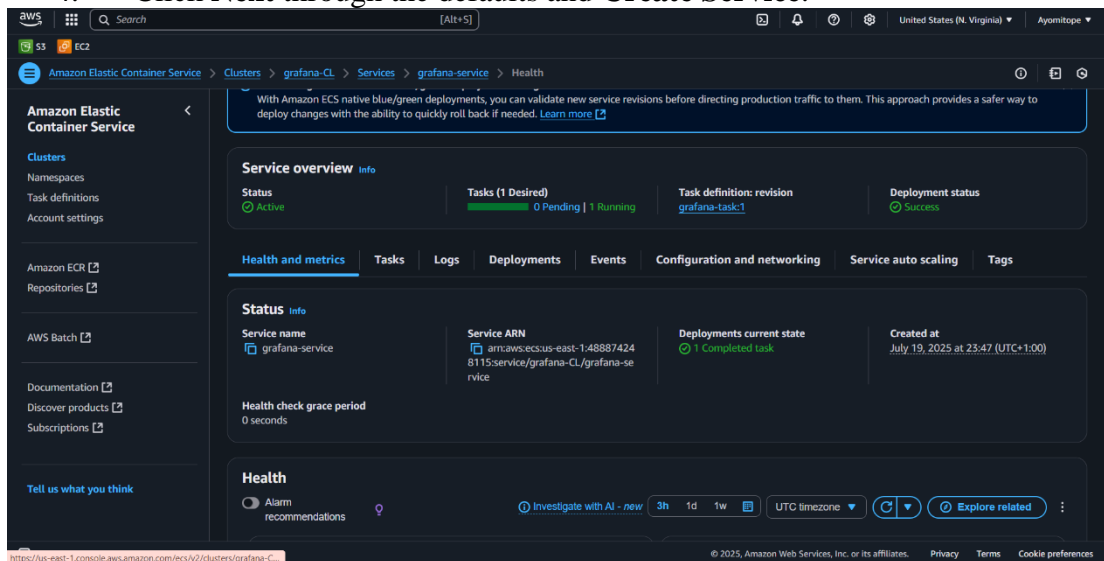 Click Next through the defaults and Create Service.
aws Search [Alt+S] United States (N. Virginia) ▼ Ayomitope ▼
S3 EC2
Amazon Elastic Container Service > Clusters > grafana-CL > Services > grafana-service > Health
Amazon Elastic Container Service
Clusters
Namespaces
Task definitions
Account settings
Amazon ECR
Repositories
AWS Batch
Documentation
Discover products
Subscriptions
Tell us what you think
With Amazon ECS native blue/green deployments, you can validate new service revisions before directing production traffic to them. This approach provides a safer way to
deploy changes with the ability to quickly roll back if needed. Learn more
Service overview Info
Status
Active
Tasks (1 Desired)
0 Pending | 1 Running
Task definition: revision
grafana-task:1
Deployment status
Success
Health and metrics Tasks Logs Deployments Events Configuration and networking Service auto scaling Tags
Status Info
Service name
grafana-service
Service ARN
arn:aws:ecs:us-east-1:48887424
8115:service/grafana-CL/grafana-se
rvice
Deployments current state
1 Completed task
Created at
July 19, 2025 at 23:47 (UTC+1:00)
Health check grace period
0 seconds
Health
Alarm
recommendations
Investigate with AI - new 3h 1d 1w UTC timezone ▼ Explore related
https://us-east-1.console.aws.amazon.com/ecs/v2/clusters/grafana-C...
© 2025, Amazon Web Services, Inc. or its affiliates. Privacy Terms Cookie preferences